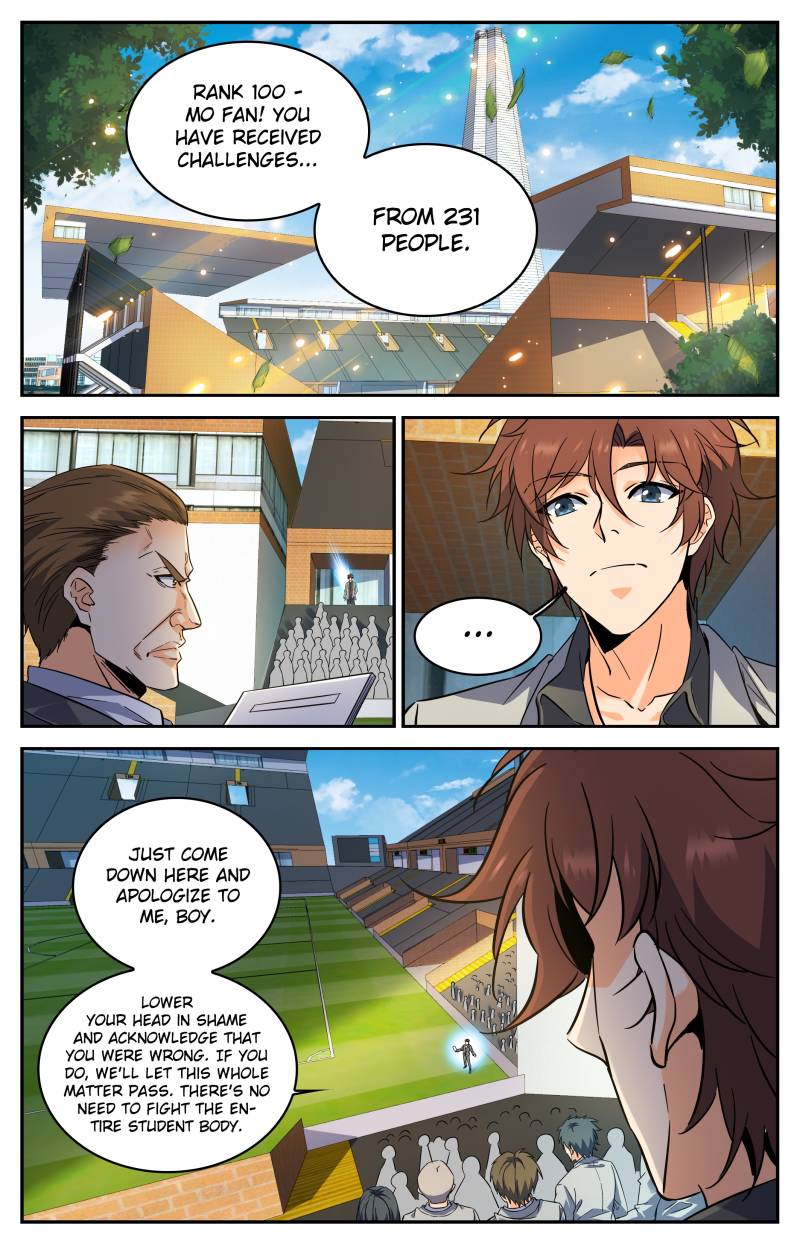 RANK 100 -
MO FAN! YOU
HAVE RECEIVED
CHALLENGES...
FROM 231
PEOPLE.
...
JUST COME
DOWN HERE AND
APOLOGIZE TO
ME, BOY.
LOWER
YOUR HEAD IN SHAME
AND ACKNOWLEDGE THAT
YOU WERE WRONG. IF YOU
DO, WE'LL LET THIS WHOLE
MATTER PASS. THERE'S NO
NEED TO FIGHT THE EN-
TIRE STUDENT BODY.